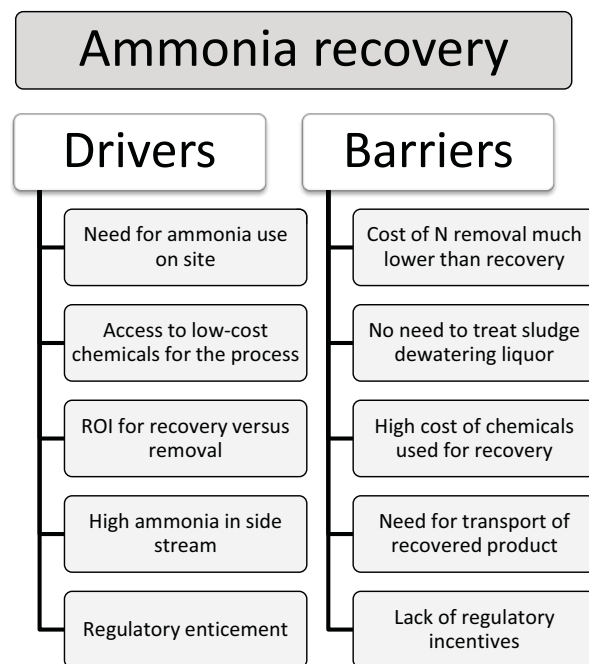 Ammonia recovery
Drivers
Need for ammonia use
on site
Access to low-cost
chemicals for the process
ROI for recovery versus
removal
High ammonia in side
stream
Regulatory enticement
Barriers
Cost of N removal much
lower than recovery
No need to treat sludge
dewatering liquor
High cost of chemicals
used for recovery
Need for transport of
recovered product
Lack of regulatory
incentives